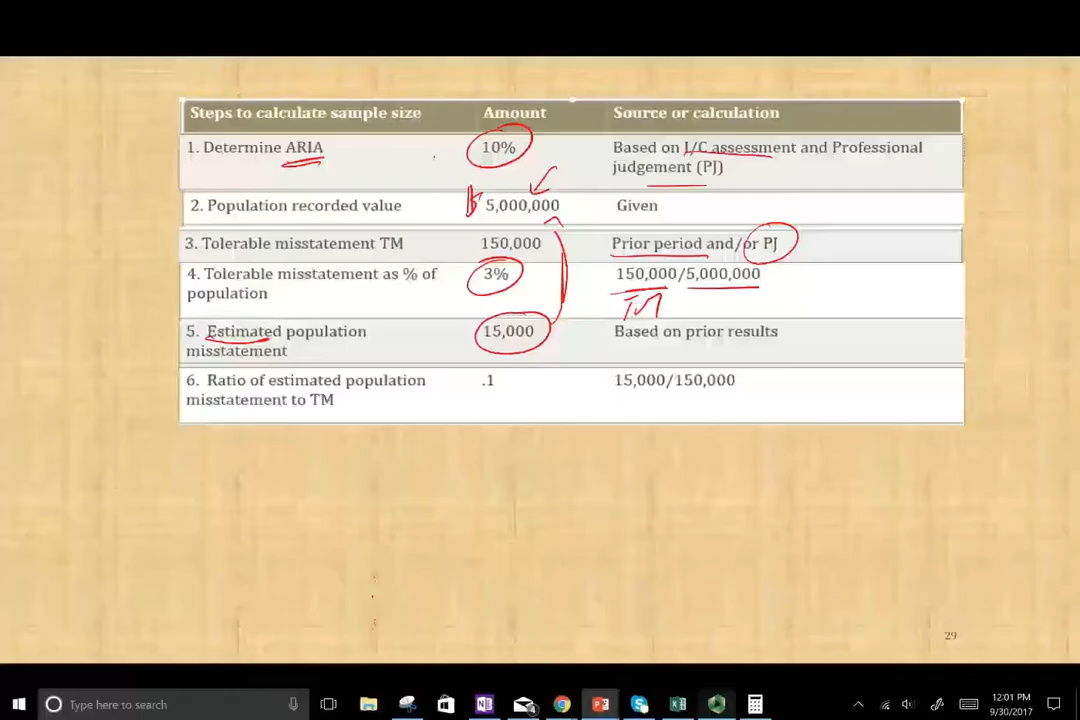 Steps to calculate sample size Amount Source or calculation
1. Determine ARIA 10% Based on I/C assessment and Professional
judgement (PJ)
2. Population recorded value $ 5,000,000 Given
3. Tolerable misstatement TM 150,000 Prior period and/or PJ
4. Tolerable misstatement as % of 3% 150,000/5,000,000
population TM
5. Estimated population 15,000 Based on prior results
misstatement
6. Ratio of estimated population .1 15,000/150,000
misstatement to TM
29
Type here to search
12:01 PM
9/30/2017